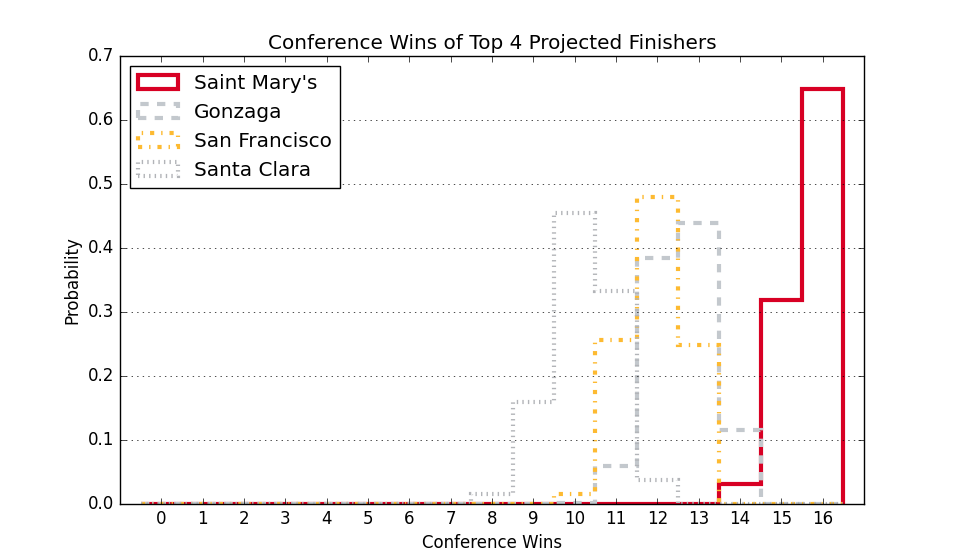 Conference Wins of Top 4 Projected Finishers
0.7
0.6
0.5
0.4
0.3
0.2
0.1
0.0
Probability
Saint Mary's
Gonzaga
San Francisco
Santa Clara
0 1 2 3 4 5 6 7 8 9 10 11 12 13 14 15 16
Conference Wins